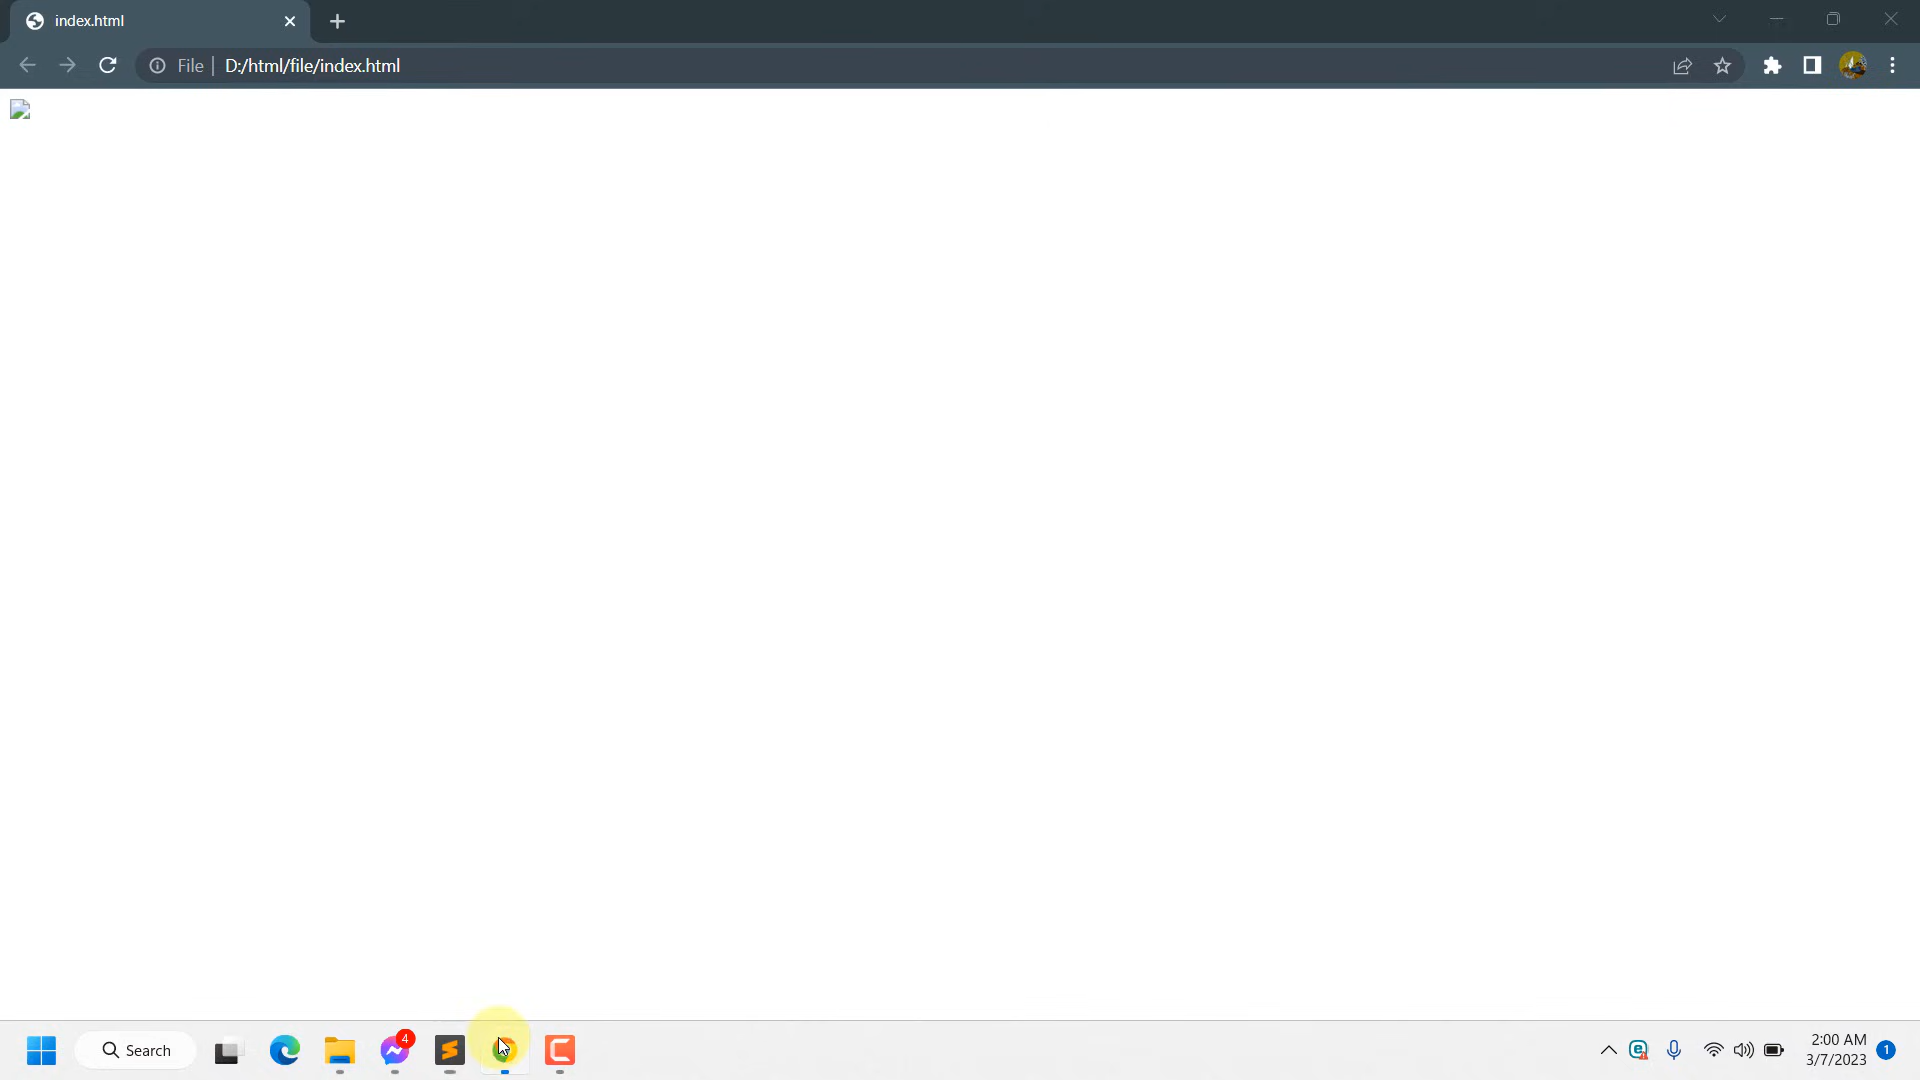 index.html
File
D:/html/file/index.html
4
Search
2:00 AM
3/7/2023
1